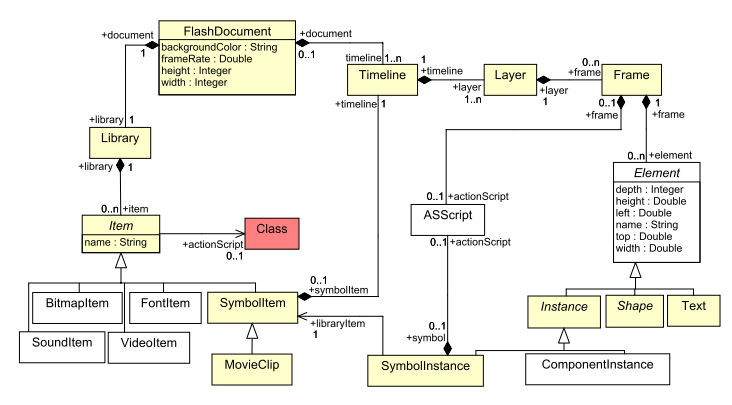 FlashDocument
backgroundColor : String
frameRate : Double
height : Integer
width : Integer
+document
1
+document
0..1
timeline 1..n
1
Timeline
+timeline
+timeline 1
Layer
+layer
1..n
+layer
1
0..n
+frame
Frame
0..1
+frame
1
+frame
+library 1
Library
+library 1
0..n +item
Item
name : String
+actionScript
0..1
Class
0..1 +actionScript
ASScript
0..1
+actionScript
0..n +element
Element
depth : Integer
height : Double
left : Double
name : String
top : Double
width : Double
BitmapItem
FontItem
SymbolItem
0..1
+symbolItem
SoundItem
VideoItem
+libraryItem
1
0..1
+symbol
Instance
Shape
Text
MovieClip
SymbolInstance
ComponentInstance